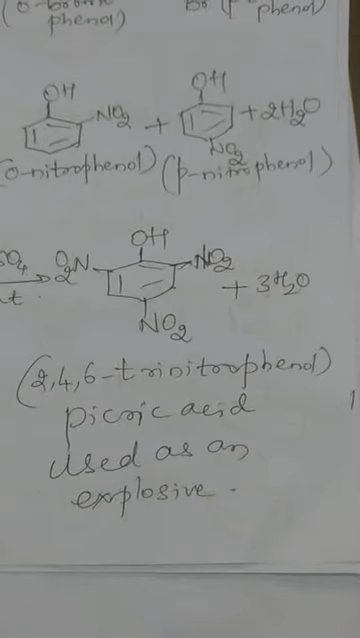 phenol)
phenol)
OH
OH
NO2 + + 2H2O
NO2
(o-nitrophenol) (p-nitrophenol)
OH
SO4 O2N NO2
t + 3H2O
NO2
(2,4,6-trinitrophenol)
picric acid
used as an
explosive.